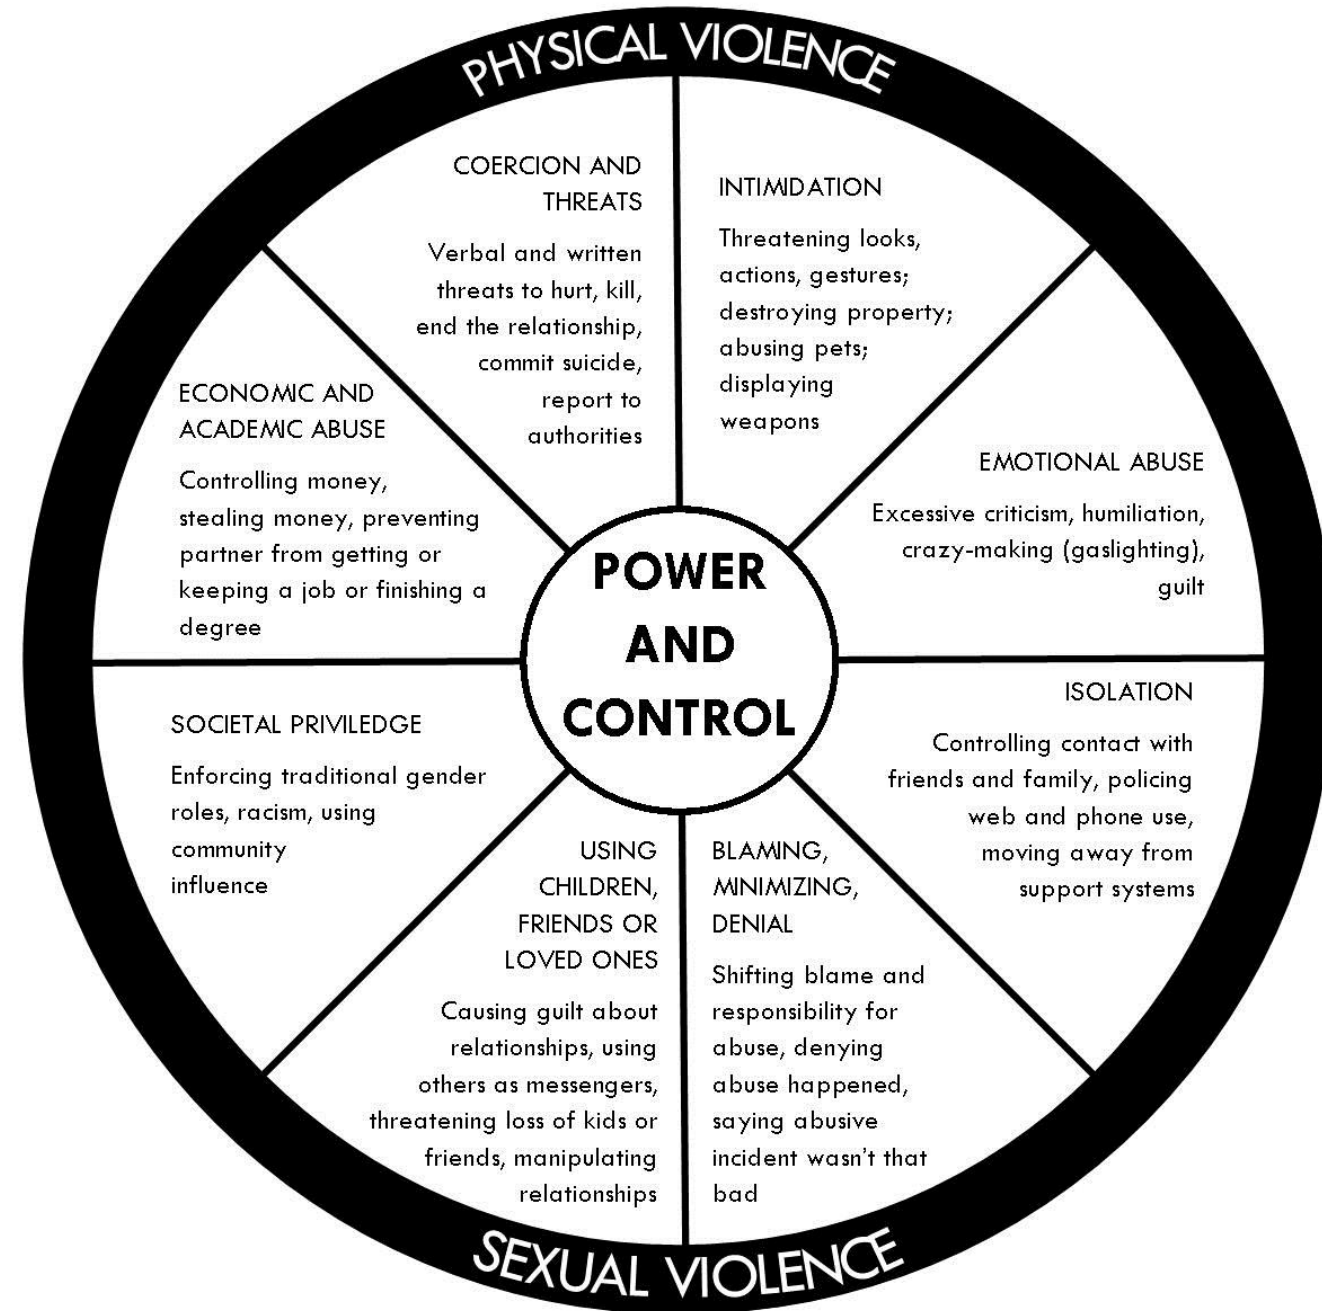 PHYSICAL VIOLENCE
COERCION AND
THREATS
Verbal and written
threats to hurt, kill,
end the relationship,
commit suicide,
report to
authorities
INTIMIDATION
Threatening looks,
actions, gestures;
destroying property;
abusing pets;
displaying
weapons
EMOTIONAL ABUSE
Excessive criticism, humiliation,
crazy-making (gaslighting),
guilt
ISOLATION
Controlling contact with
friends and family, policing
web and phone use,
moving away from
support systems
BLAMING,
MINIMIZING,
DENIAL
Shifting blame and
responsibility for
abuse, denying
abuse happened,
saying abusive
incident wasn't that
bad
USING
CHILDREN,
FRIENDS OR
LOVED ONES
Causing guilt about
relationships, using
others as messengers,
threatening loss of kids or
friends, manipulating
relationships
SOCIETAL PRIVILEDGE
Enforcing traditional gender
roles, racism, using
community
influence
ECONOMIC AND
ACADEMIC ABUSE
Controlling money,
stealing money, preventing
partner from getting or
keeping a job or finishing a
degree
POWER
AND
CONTROL
SEXUAL VIOLENCE